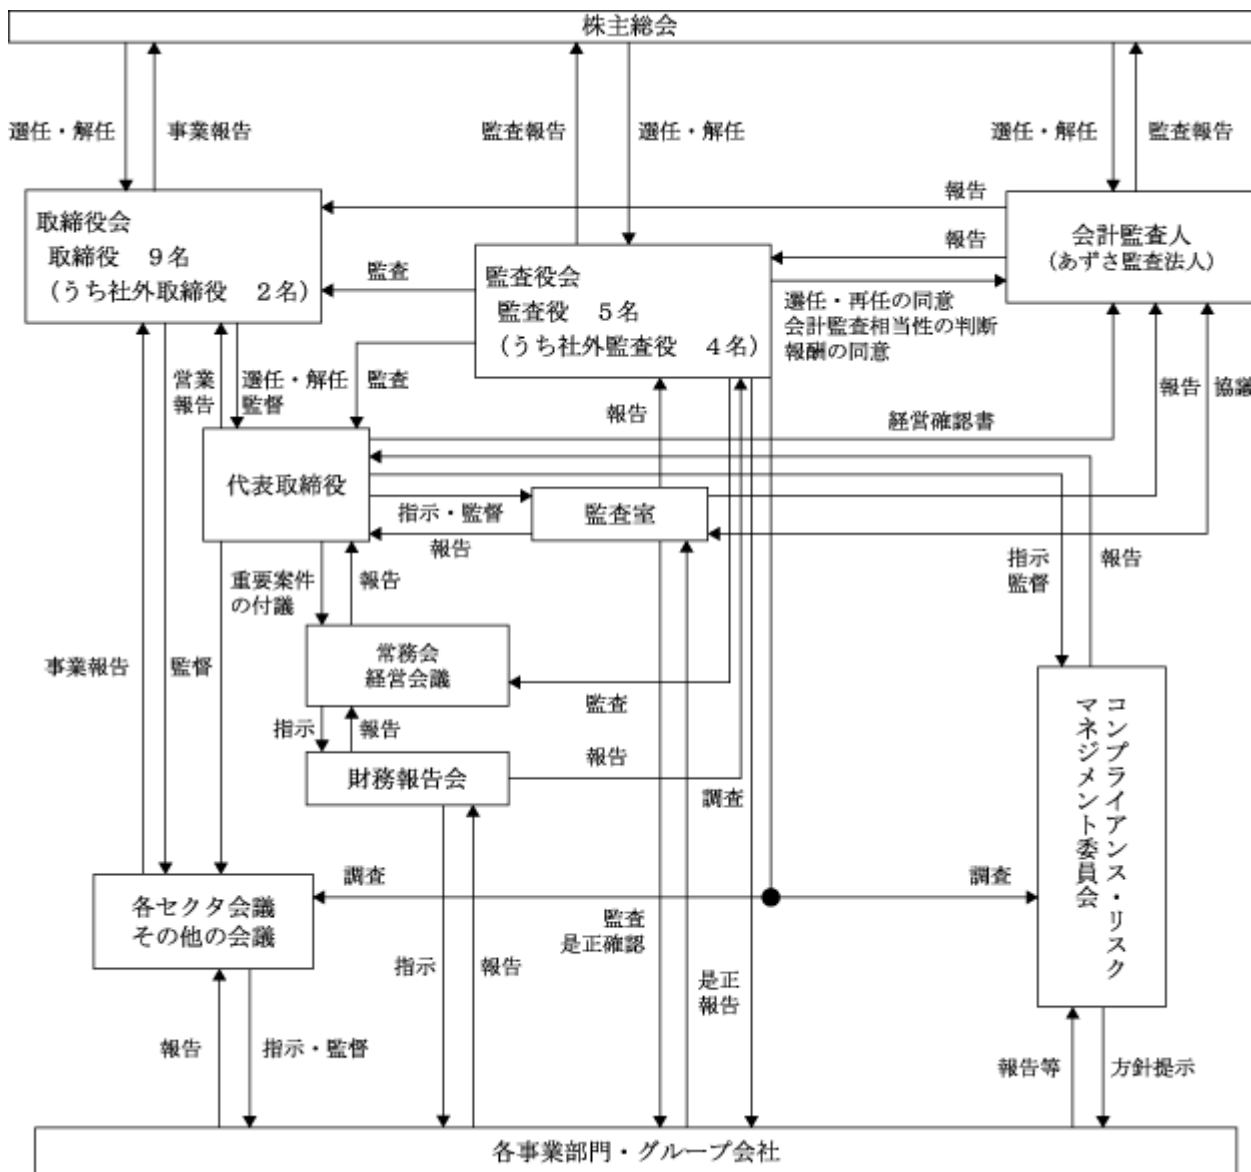 株主総会
選任・解任
事業報告
監査報告
選任・解任
選任・解任
監査報告
取締役会
取締役　９名
（うち社外取締役　２名）
報告
会計監査人
（あずさ監査法人）
監査
監査役会
監査役　５名
（うち社外監査役　４名）
報告
選任・再任の同意
会計監査相当性の判断
報酬の同意
営業
報告
選任・解任
監督
監査
報告
経営確認書
報告
協議
代表取締役
指示・監督
報告
監査室
指示
監督
報告
重要案件
の付議
報告
事業報告
監督
常務会
経営会議
監査
指示
報告
財務報告会
報告
調査
コンプライアンス・リスク
マネジメント委員会
各セクタ会議
その他の会議
調査
調査
監査
是正確認
指示
報告
是正
報告
報告
指示・監督
報告等
方針提示
各事業部門・グループ会社